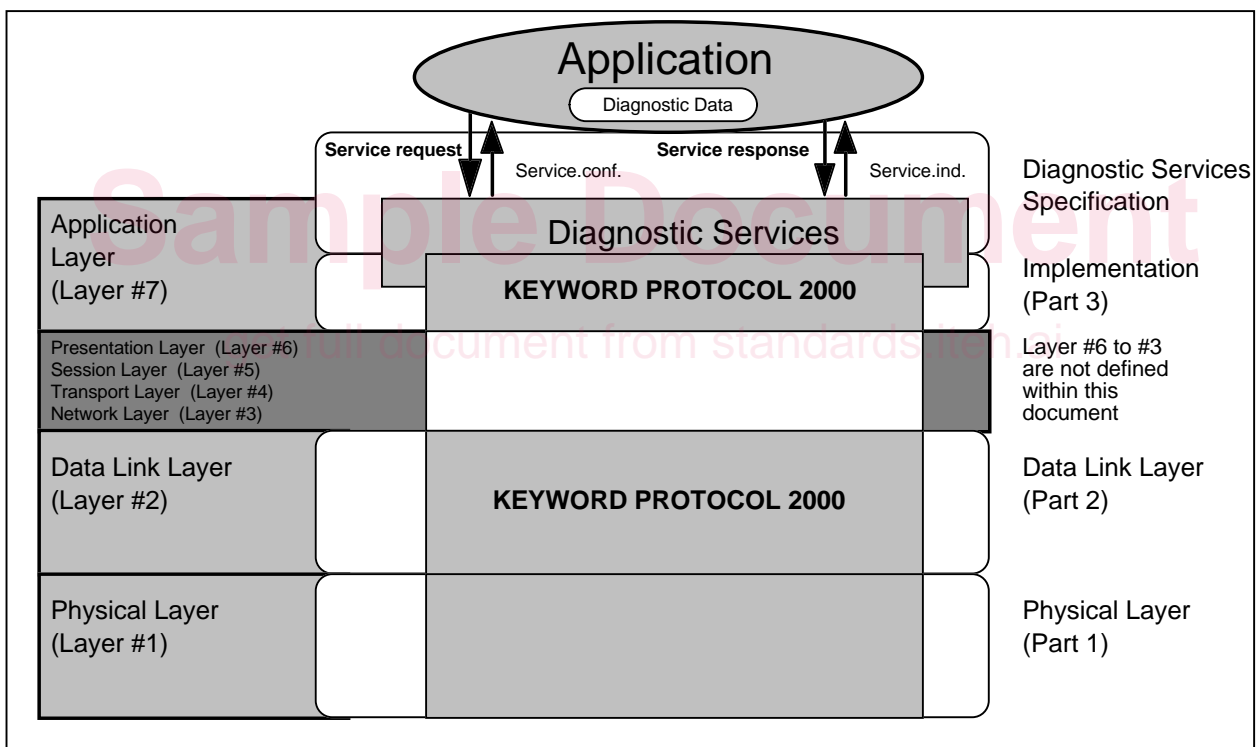 Application
Diagnostic Data
Service request
Service.conf.
Service response
Service.ind.
Diagnostic Services
Specification
Sample Document
Application
Layer
(Layer #7)
Diagnostic Services
KEYWORD PROTOCOL 2000
Implementation
(Part 3)
get full document from standards.iteh.ai
Presentation Layer (Layer #6)
Session Layer (Layer #5)
Transport Layer (Layer #4)
Network Layer (Layer #3)
Layer #6 to #3
are not defined
within this
document
Data Link Layer
(Layer #2)
KEYWORD PROTOCOL 2000
Data Link Layer
(Part 2)
Physical Layer
(Layer #1)
Physical Layer
(Part 1)